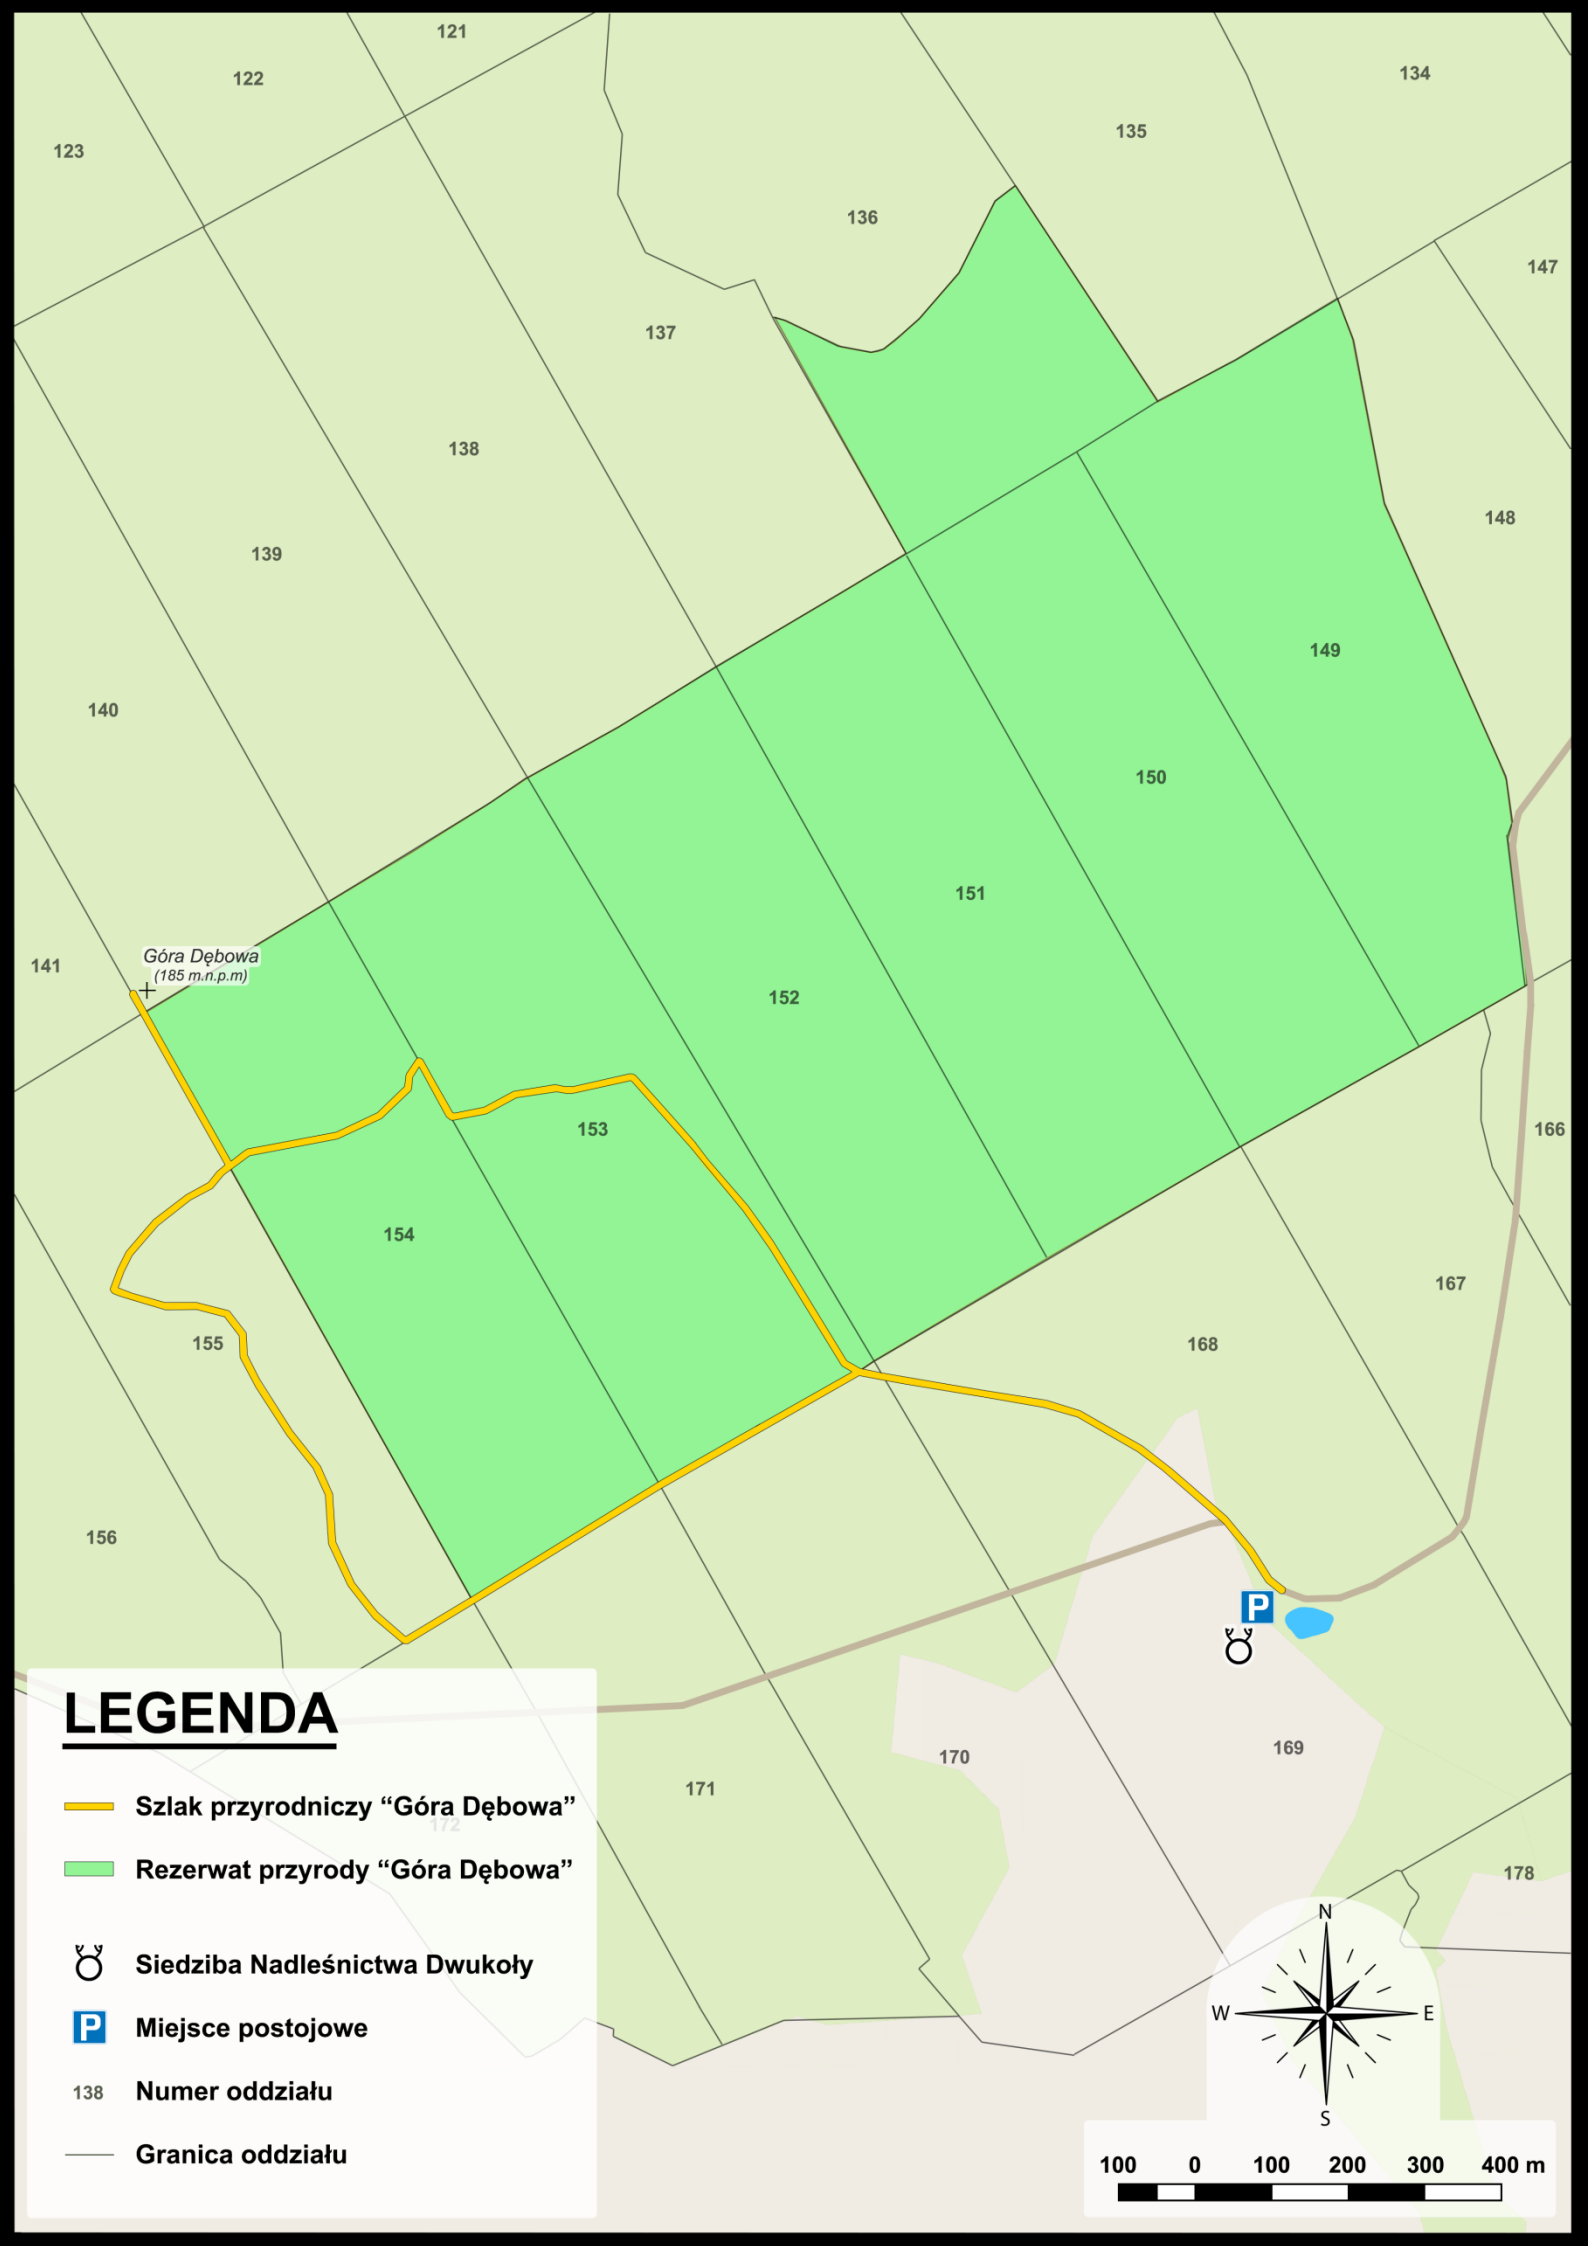 121
122
134
135
123
136
147
137
138
148
139
149
140
150
151
Góra Dębowa
(185 m.n.p.m)
141
152
153
166
154
167
155
168
156
P
170
169
171
172
178
LEGENDA
Szlak przyrodniczy “Góra Dębowa”
Rezerwat przyrody “Góra Dębowa”
Siedziba Nadleśnictwa Dwukoły
P Miejsce postojowe
138 Numer oddziału
Granica oddziału
N
W E
S
100 0 100 200 300 400 m